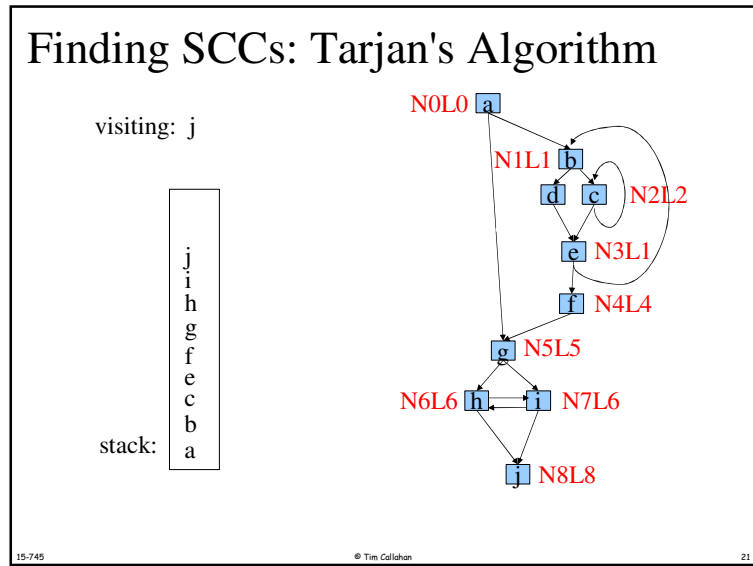 Finding SCCs: Tarjan's Algorithm
visiting: j
N0L0 a
N1L1 b
d c N2L2
e N3L1
f N4L4
g N5L5
N6L6 h i N7L6
j N8L8
j
i
h
g
f
e
c
b
stack: a
15-745 © Tim Callahan 21